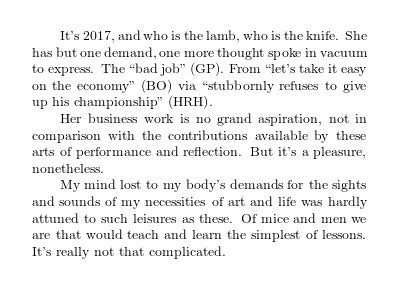 It's 2017, and who is the lamb, who is the knife. She
has but one demand, one more thought spoke in vacuum
to express. The “bad job” (GP). From “let's take it easy
on the economy” (BO) via “stubbornly refuses to give
up his championship” (HRH).
Her business work is no grand aspiration, not in
comparison with the contributions available by these
arts of performance and reflection. But it's a pleasure,
nonetheless.
My mind lost to my body's demands for the sights
and sounds of my necessities of art and life was hardly
attuned to such leisures as these. Of mice and men we
are that would teach and learn the simplest of lessons.
It's really not that complicated.